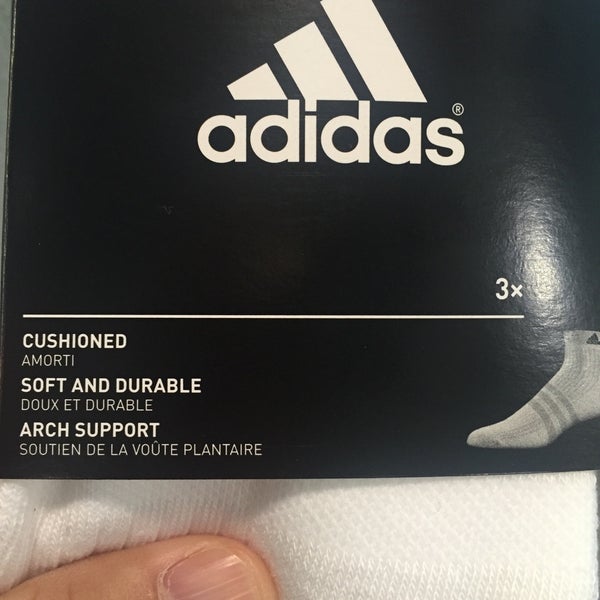 adidas®
3×
CUSHIONED
AMORTI
SOFT AND DURABLE
DOUX ET DURABLE
ARCH SUPPORT
SOUTIEN DE LA VOÛTE PLANTAIRE